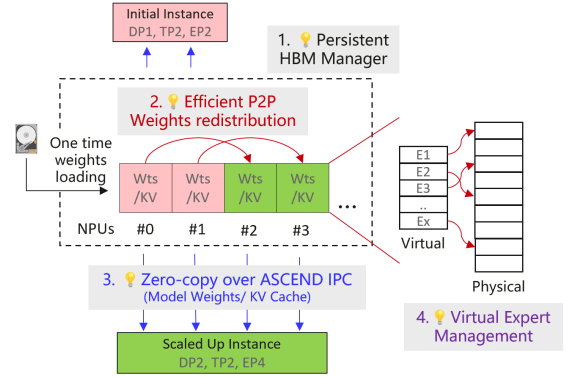 Initial Instance
DP1, TP2, EP2
1. 💡 Persistent
HBM Manager
2. 💡 Efficient P2P
Weights redistribution
One time
weights
loading
Wts
/KV
Wts
/KV
Wts
/KV
Wts
/KV
...
NPUs #0 #1 #2 #3
E1
E2
E3
..
Ex
Virtual
Physical
3. 💡 Zero-copy over ASCEND IPC
(Model Weights/ KV Cache)
4. 💡 Virtual Expert
Management
Scaled Up Instance
DP2, TP2, EP4